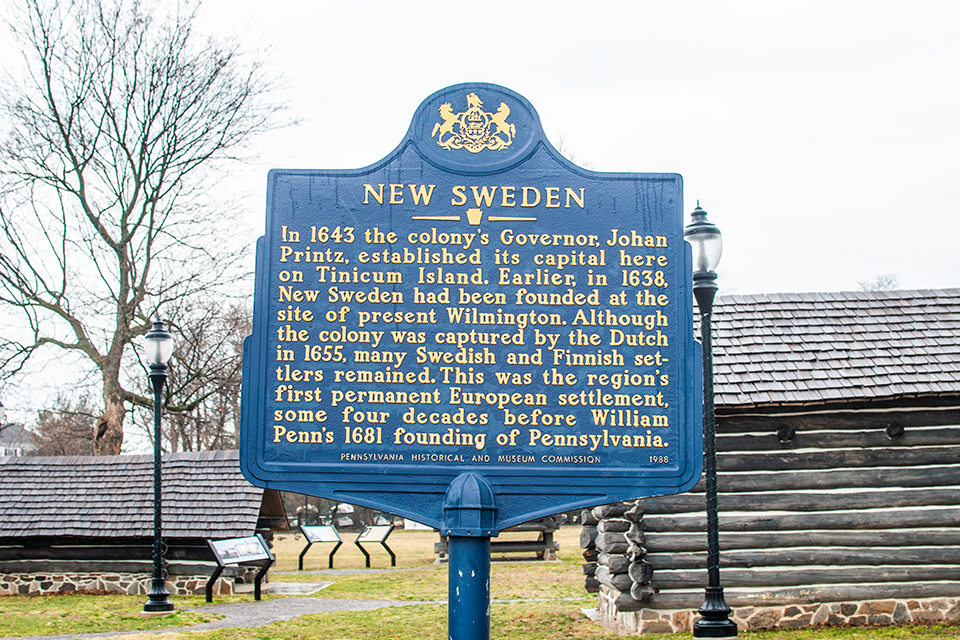 NEW SWEDEN
In 1643 the colony's Governor, Johan
Printz, established its capital here
on Tinicum Island. Earlier, in 1638,
New Sweden had been founded at the
site of present Wilmington. Although
the colony was captured by the Dutch
in 1655, many Swedish and Finnish set-
tlers remained. This was the region's
first permanent European settlement,
some four decades before William
Penn's 1681 founding of Pennsylvania.
PENNSYLVANIA HISTORICAL AND MUSEUM COMMISSION 1988